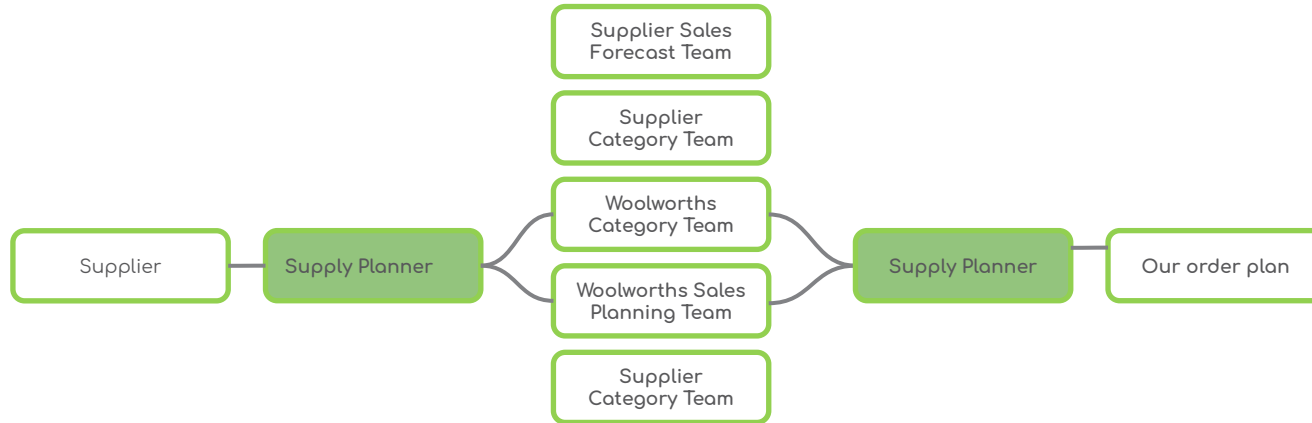 Supplier Sales
Forecast Team
Supplier
Category Team
Woolworths
Category Team
Supplier
Supply Planner
Supply Planner
Our order plan
Woolworths Sales
Planning Team
Supplier
Category Team